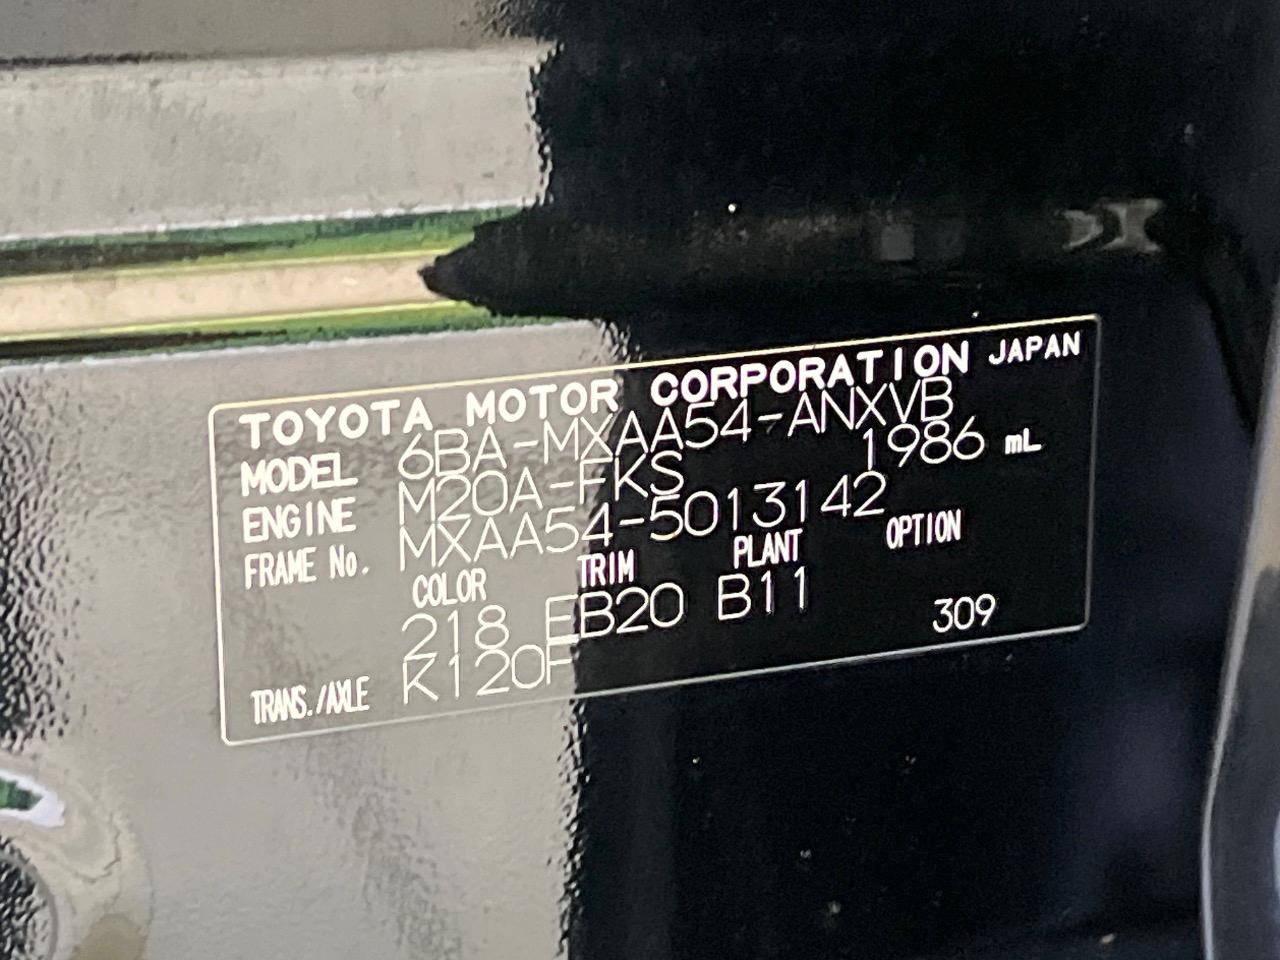 TOYOTA MOTOR CORPORATION JAPAN
MODEL 6BA-MXAA54-ANXVB
ENGINE M20A-FKS 1986 mL
FRAME No. MXAA54-5013142
COLOR TRIM PLANT OPTION
218 EB20 B11
TRANS./AXLE K120F 309